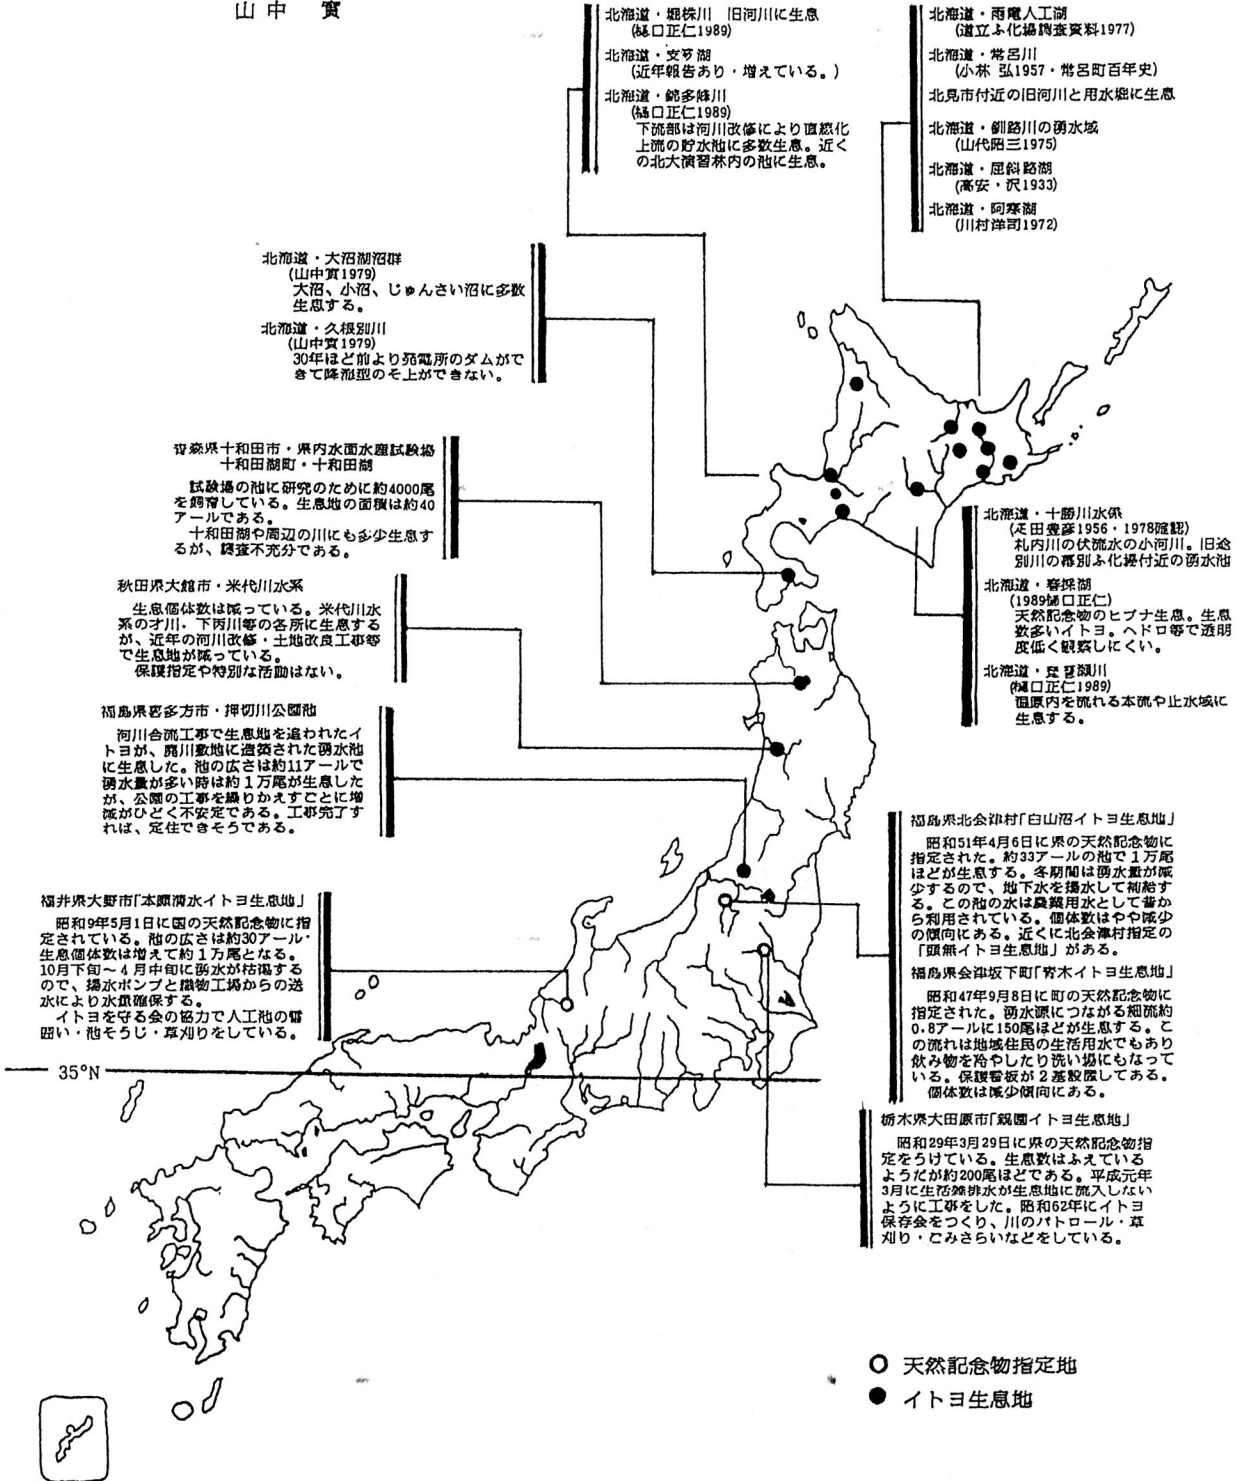 山中 實
北海道・堀株川 旧河川に生息
(樋口正仁1989)
北海道・支笏湖
(近年報告あり・増えている。)
北海道・錦多峰川
(樋口正仁1989)
下流部は河川改修により直線化
上流の貯水池に多数生息。近く
の北大演習林内の池に生息。
北海道・雨竜人工湖
(道立ふ化場調査資料1977)
北海道・常呂川
(小林 弘1957・常呂町百年史)
北見市付近の旧河川と用水堀に生息
北海道・釧路川の湧水域
(山代昭三1975)
北海道・屈斜路湖
(高安・沢1933)
北海道・阿寒湖
(川村洋司1972)
北海道・大沼湖沼群
(山中實1979)
大沼、小沼、じゅんさい沼に多数
生息する。
北海道・久根別川
(山中實1979)
30年ほど前より発電所のダムがで
きて降海型のそ上ができない。
青森県十和田市・県内水面水産試験場
十和田湖町・十和田湖
試験場の池に研究のために約4000尾
を飼育している。生息地の面積は約40
アールである。
十和田湖や周辺の川にも多少生息す
るが、調査不充分である。
秋田県大館市・米代川水系
生息個体数は減っている。米代川水
系の才川・下内川等の各所に生息する
が、近年の河川改修・土地改良工事等
で生息地が減っている。
保護指定や特別な活動はない。
福島県喜多方市・押切川公園池
河川合流工事で生息地を追われたイ
トヨが、廃川敷地に造築された湧水池
に生息した。池の広さは約11アールで
湧水量が多い時は約1万尾が生息した
が、公園の工事を繰りかえすごとに増
減がひどく不安定である。工事完了す
れば、定住できそうである。
福井県大野市「本願清水イトヨ生息地」
昭和9年5月1日に国の天然記念物に指
定されている。池の広さは約30アール・
生息個体数は増えて約1万尾となる。
10月下旬〜4月中旬に湧水が枯渇する
ので、揚水ポンプと織物工場からの送
水により水量確保する。
イトヨを守る会の協力で人工池の雪
囲い・池そうじ・草刈りをしている。
35°N
北海道・十勝川水係
(疋田豊彦1956・1978確認)
札内川の伏流水の小河川。旧途
別川の幕別ふ化場付近の湧水池
北海道・春採湖
(1989樋口正仁)
天然記念物のヒブナ生息。生息
数多いイトヨ。ヘドロ等で透明
度低く観察しにくい。
北海道・琵琶瀬川
(樋口正仁1989)
湿原内を流れる本流や止水域に
生息する。
福島県北会津村「白山沼イトヨ生息地」
昭和51年4月6日に県の天然記念物に
指定された。約33アールの池で1万尾
ほどが生息する。冬期間は湧水量が減
少するので、地下水を揚水して補給す
る。この池の水は農業用水として昔か
ら利用されている。個体数はやや減少
の傾向にある。近くに北会津村指定の
「頭無イトヨ生息地」がある。
福島県会津坂下町「青木イトヨ生息地」
昭和47年9月8日に町の天然記念物に
指定された。湧水源につながる細流約
0.8アールに150尾ほどが生息する。こ
の流れは地域住民の生活用水でもあり
飲み物を冷やしたり洗い場にもなって
いる。保護看板が2基設置してある。
個体数は減少傾向にある。
栃木県大田原市「親園イトヨ生息地」
昭和29年3月29日に県の天然記念物指
定をうけている。生息数はふえている
ようだが約200尾ほどである。平成元年
3月に生活雑排水が生息地に流入しない
ように工事をした。昭和62年にイトヨ
保存会をつくり、川のパトロール・草
刈り・ごみさらいなどをしている。
天然記念物指定地
イトヨ生息地